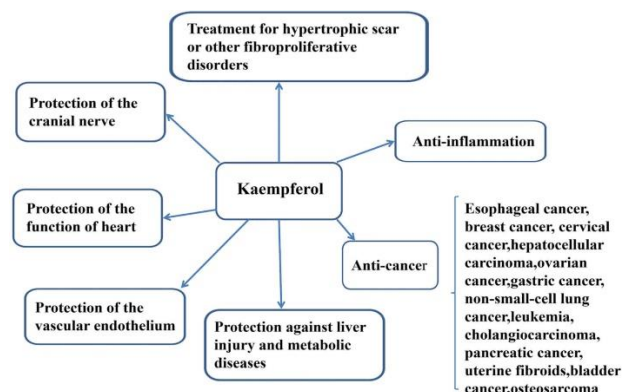 Treatment for hypertrophic scar
or other fibroproliferative
disorders
Protection of the
cranial nerve
Anti-inflammation
Kaempferol
Protection of the
function of heart
Anti-cancer
Esophageal cancer,
breast cancer, cervical
cancer,hepatocellular
carcinoma,ovarian
cancer,gastric cancer,
non-small-cell lung
cancer,leukemia,
cholangiocarcinoma,
pancreatic cancer,
uterine fibroids,bladder
cancer,osteosarcoma
Protection of the
vascular endothelium
Protection against liver
injury and metabolic
diseases